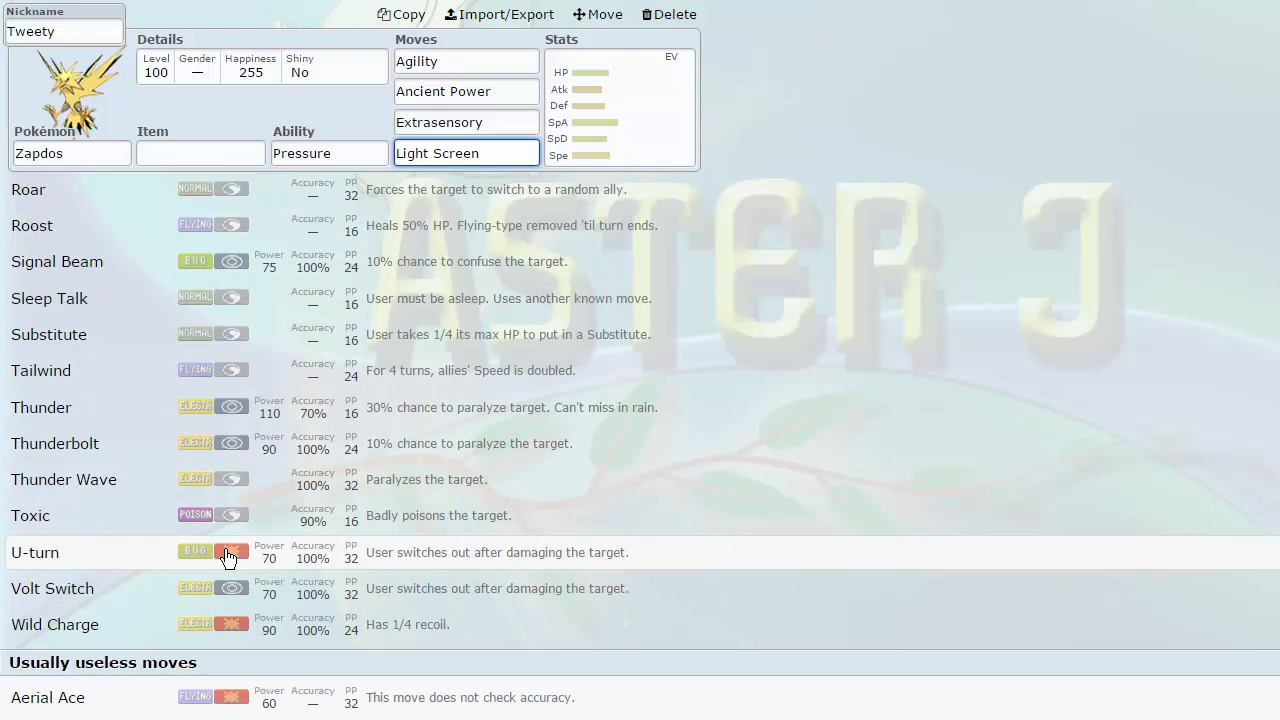 Nickname
Tweety
Copy Import/Export Move Delete
Details
Level Gender Happiness Shiny
100 — 255 No
Pokémon Item Ability
Zapdos Pressure
Moves
Agility
Ancient Power
Extrasensory
Light Screen
Stats
EV
HP
Atk
Def
SpA
SpD
Spe
Roar NORMAL Accuracy — PP 32 Forces the target to switch to a random ally.
Roost FLYING Accuracy — PP 16 Heals 50% HP. Flying-type removed 'til turn ends.
Signal Beam BUG Power 75 Accuracy 100% PP 24 10% chance to confuse the target.
Sleep Talk NORMAL Accuracy — PP 16 User must be asleep. Uses another known move.
Substitute NORMAL Accuracy — PP 16 User takes 1/4 its max HP to put in a Substitute.
Tailwind FLYING Accuracy — PP 24 For 4 turns, allies' Speed is doubled.
Thunder ELECTR Power 110 Accuracy 70% PP 16 30% chance to paralyze target. Can't miss in rain.
Thunderbolt ELECTR Power 90 Accuracy 100% PP 24 10% chance to paralyze the target.
Thunder Wave ELECTR Accuracy 100% PP 32 Paralyzes the target.
Toxic POISON Accuracy 90% PP 16 Badly poisons the target.
U-turn BUG Power 70 Accuracy 100% PP 32 User switches out after damaging the target.
Volt Switch ELECTR Power 70 Accuracy 100% PP 32 User switches out after damaging the target.
Wild Charge ELECTR Power 90 Accuracy 100% PP 24 Has 1/4 recoil.
Usually useless moves
Aerial Ace FLYING Power 60 Accuracy — PP 32 This move does not check accuracy.
ASTER J